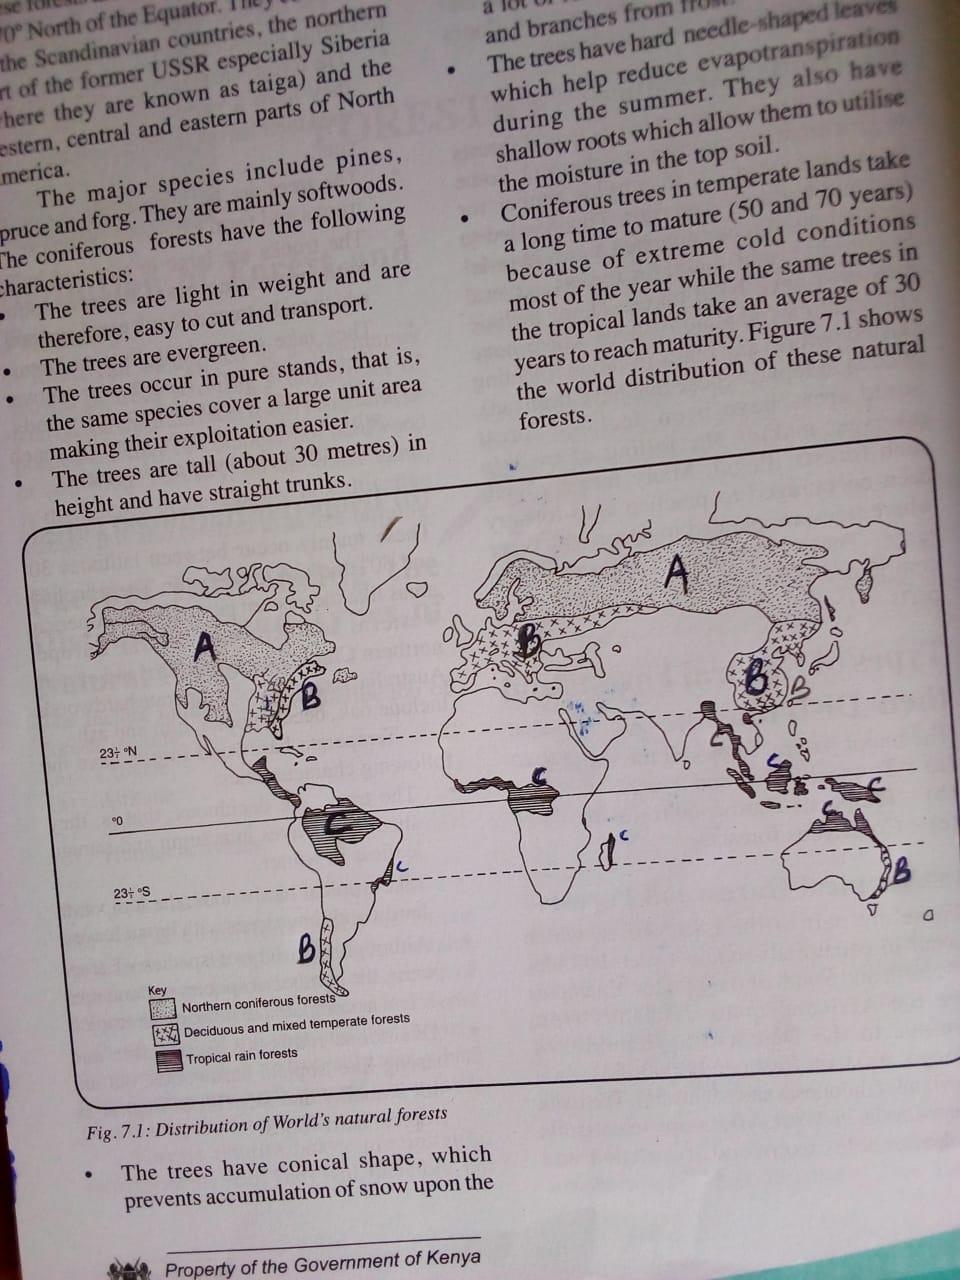 70° North of the Equator. They
the Scandinavian countries, the northern
rt of the former USSR especially Siberia
here they are known as taiga) and the
estern, central and eastern parts of North
merica.
The major species include pines,
pruce and forg. They are mainly softwoods.
The coniferous forests have the following
characteristics:
• The trees are light in weight and are
therefore, easy to cut and transport.
• The trees are evergreen.
• The trees occur in pure stands, that is,
the same species cover a large unit area
making their exploitation easier.
• The trees are tall (about 30 metres) in
height and have straight trunks.
a lot of
and branches from frost.
• The trees have hard needle-shaped leaves
which help reduce evapotranspiration
during the summer. They also have
shallow roots which allow them to utilise
the moisture in the top soil.
• Coniferous trees in temperate lands take
a long time to mature (50 and 70 years)
because of extreme cold conditions
most of the year while the same trees in
the tropical lands take an average of 30
years to reach maturity. Figure 7.1 shows
the world distribution of these natural
forests.
A
A
B
B
B
B
23½ °N
C
C
C
C
C
°0
C
C
C
23½ °S
B
B
Key
Northern coniferous forests
Deciduous and mixed temperate forests
Tropical rain forests
Fig. 7.1: Distribution of World's natural forests
• The trees have conical shape, which
prevents accumulation of snow upon the
Property of the Government of Kenya